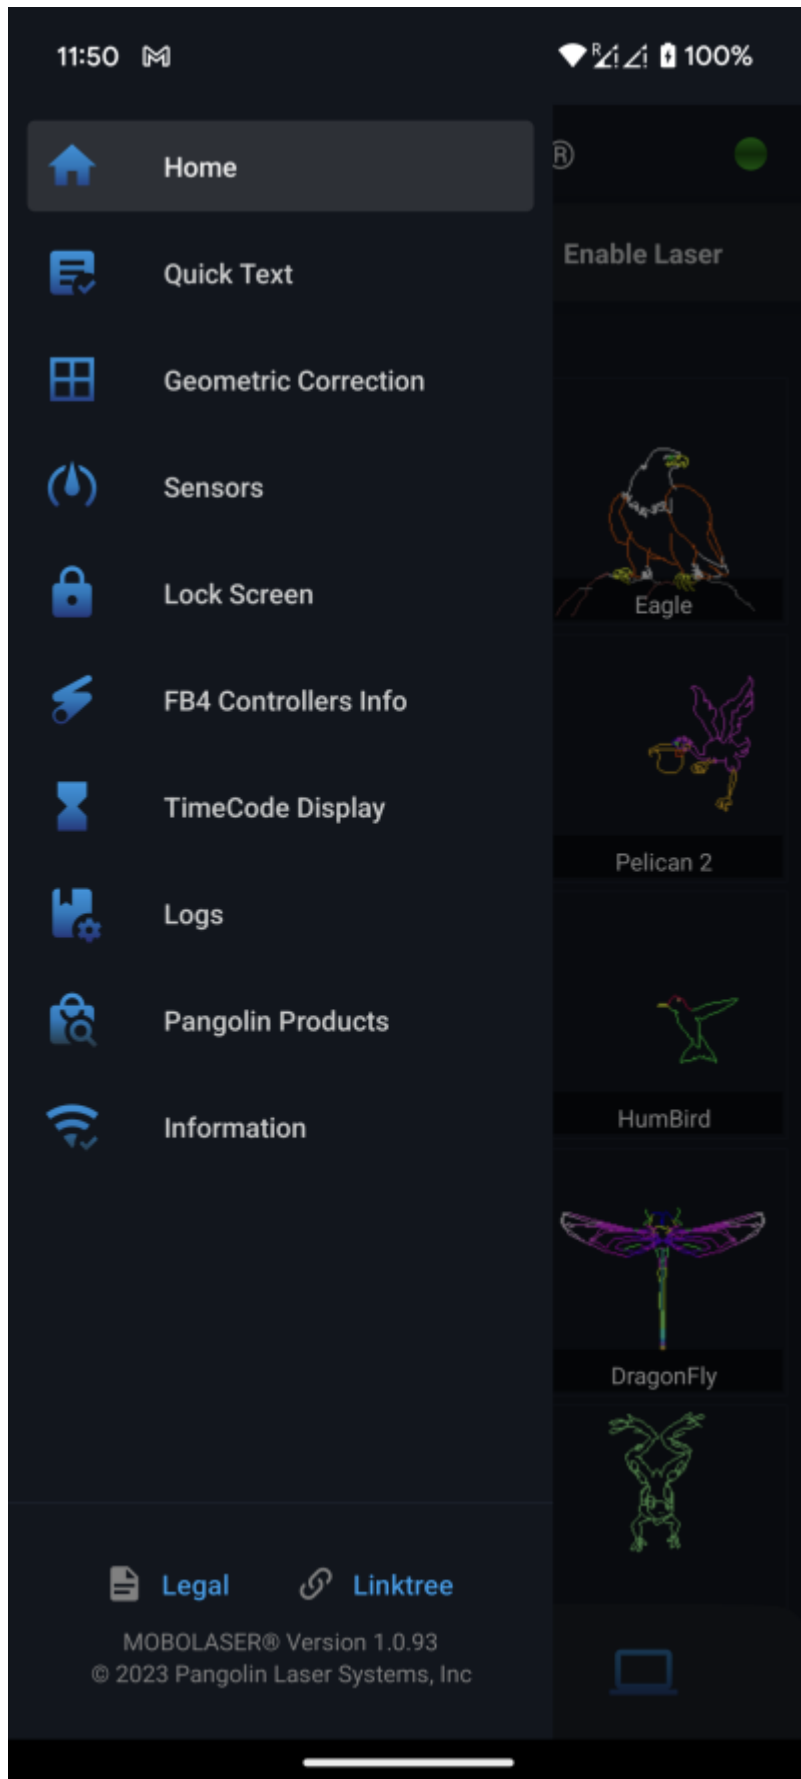 11:50
R
100%
Home
®
Quick Text
Enable Laser
Geometric Correction
Sensors
Lock Screen
Eagle
FB4 Controllers Info
TimeCode Display
Pelican 2
Logs
Pangolin Products
HumBird
Information
DragonFly
Legal
Linktree
MOBOLASER® Version 1.0.93
© 2023 Pangolin Laser Systems, Inc